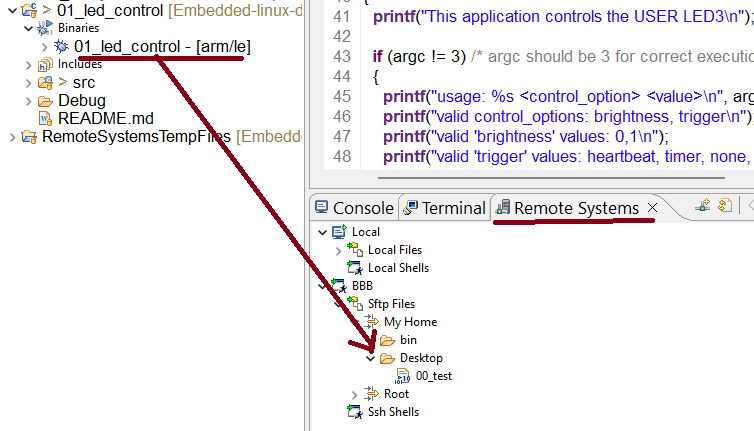 01_led_control [Embedded-linux-d
Binaries
01_led_control - [arm/le]
Includes
> src
Debug
README.md
RemoteSystemsTempFiles [Embedd
41 printf("This application controls the USER LED3\n");
42
43 if (argc != 3) /* argc should be 3 for correct executio
44 {
45 printf("usage: %s <control_option> <value>\n", arg
46 printf("valid control_options: brightness, trigger\n");
47 printf("valid 'brightness' values: 0,1\n");
48 printf("valid 'trigger' values: heartbeat, timer, none,
Console Terminal Remote Systems
Local
Local Files
Local Shells
BBB
Sftp Files
My Home
bin
Desktop
00_test
Root
Ssh Shells